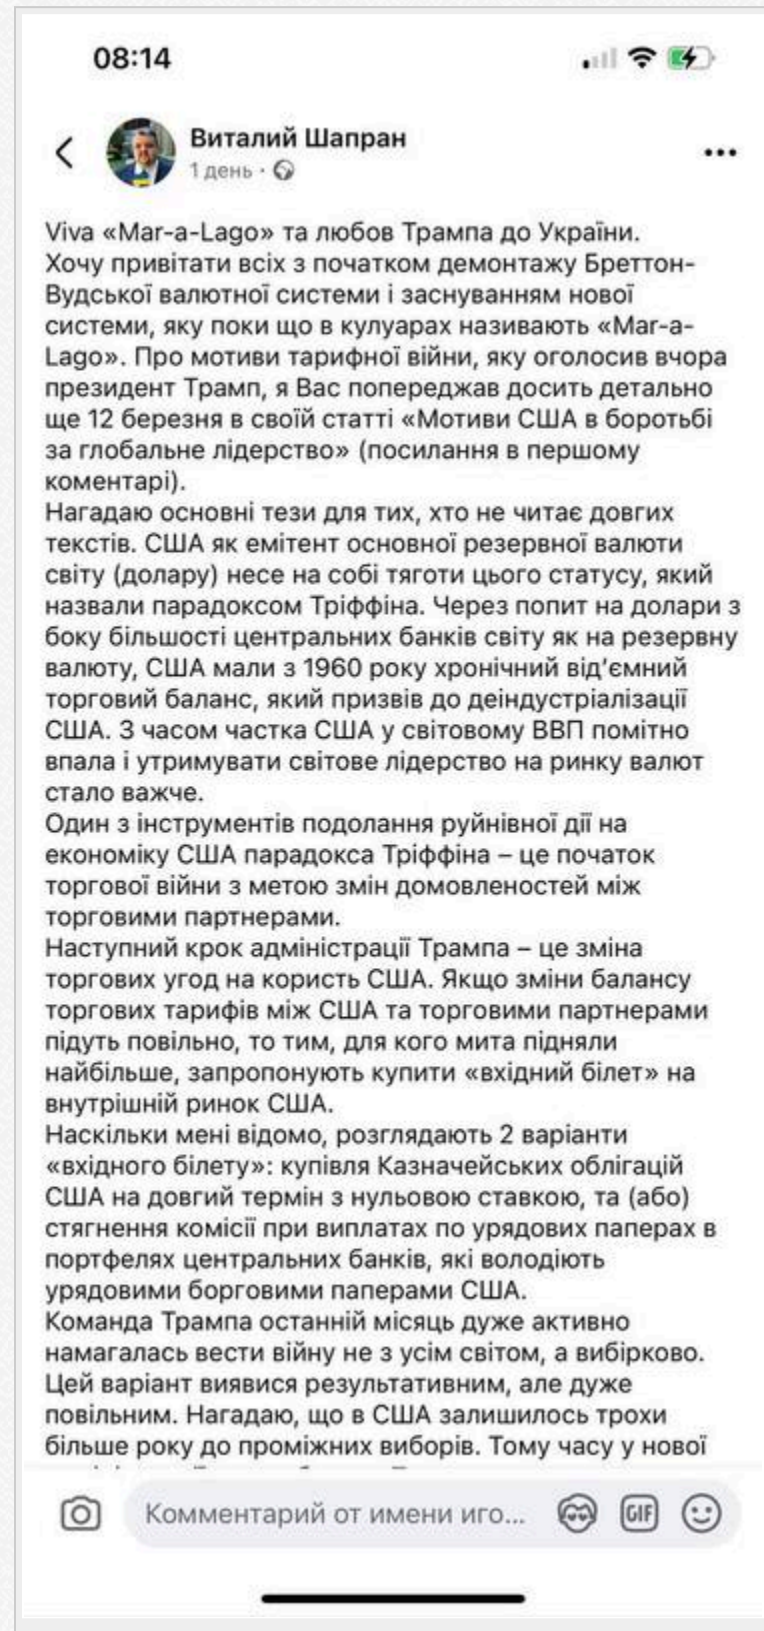 08:14
Виталий Шапран
1 день ·
Viva «Mar-a-Lago» та любов Трампа до України.
Хочу привітати всіх з початком демонтажу Бреттон-
Вудської валютної системи і заснуванням нової
системи, яку поки що в кулуарах називають «Mar-a-
Lago». Про мотиви тарифної війни, яку оголосив вчора
президент Трамп, я Вас попереджав досить детально
ще 12 березня в своїй статті «Мотиви США в боротьбі
за глобальне лідерство» (посилання в першому
коментарі).
Нагадаю основні тези для тих, хто не читає довгих
текстів. США як емітент основної резервної валюти
світу (долару) несе на собі тяготи цього статусу, який
назвали парадоксом Тріффіна. Через попит на долари з
боку більшості центральних банків світу як на резервну
валюту, США мали з 1960 року хронічний від’ємний
торговий баланс, який призвів до деіндустріалізації
США. З часом частка США у світовому ВВП помітно
впала і утримувати світове лідерство на ринку валют
стало важче.
Один з інструментів подолання руйнівної дії на
економіку США парадокса Тріффіна – це початок
торгової війни з метою змін домовленостей між
торговими партнерами.
Наступний крок адміністрації Трампа – це зміна
торгових угод на користь США. Якщо зміни балансу
торгових тарифів між США та торговими партнерами
підуть повільно, то тим, для кого мита підняли
найбільше, запропонують купити «вхідний білет» на
внутрішній ринок США.
Наскільки мені відомо, розглядають 2 варіанти
«вхідного білету»: купівля Казначейських облігацій
США на довгий термін з нульовою ставкою, та (або)
стягнення комісії при виплатах по урядових паперах в
портфелях центральних банків, які володіють
урядовими борговими паперами США.
Команда Трампа останній місяць дуже активно
намагалась вести війну не з усім світом, а вибірково.
Цей варіант виявися результативним, але дуже
повільним. Нагадаю, що в США залишилось трохи
більше року до проміжних виборів. Тому часу у нової
Комментарий от имени иго...
GIF